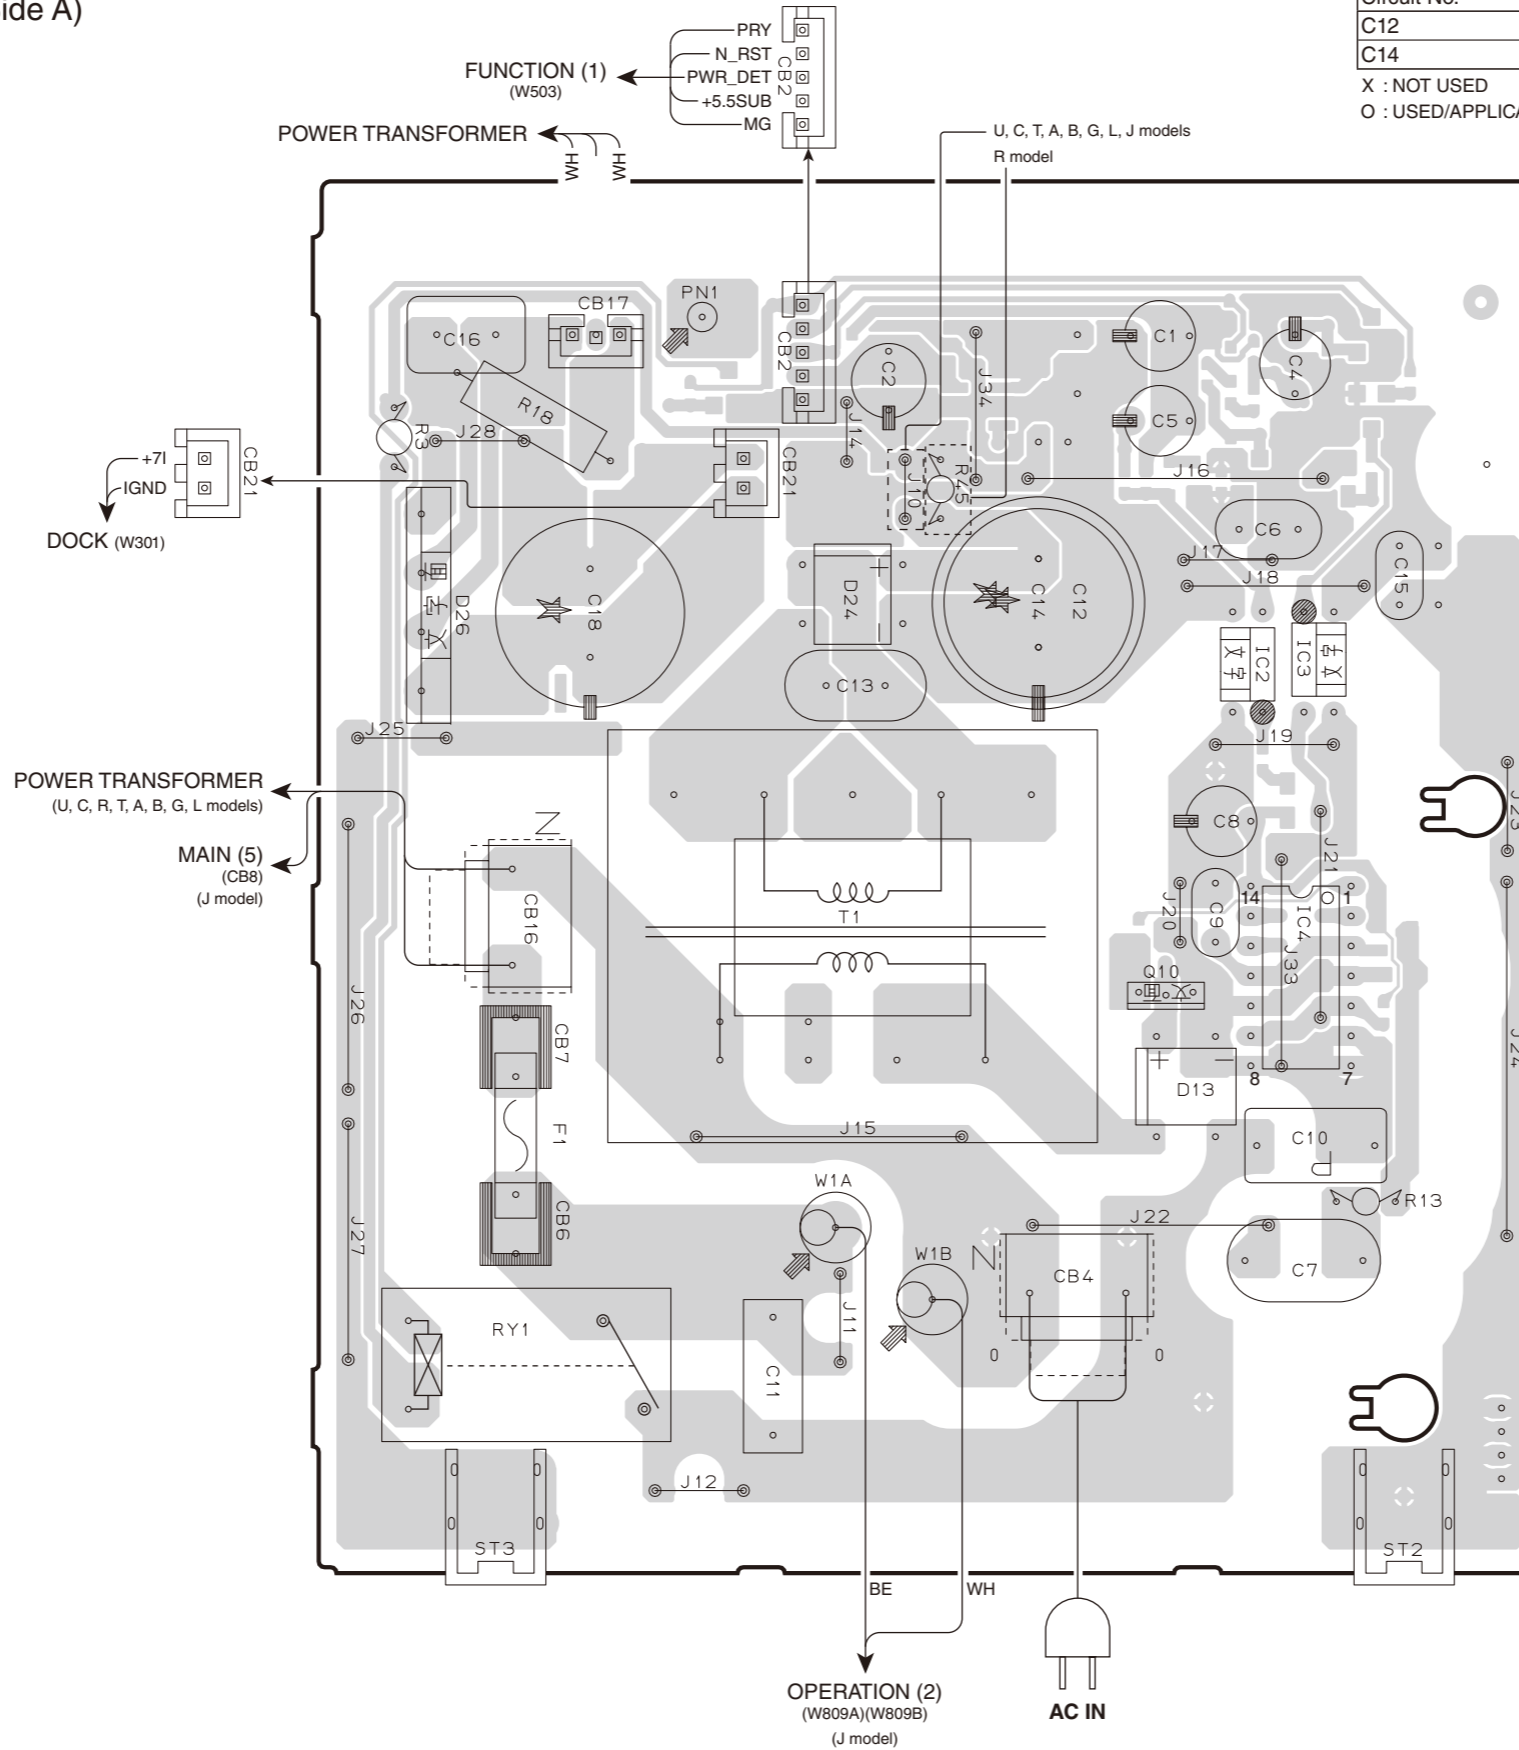 ide A)
Circuit No.
C12
C14
X : NOT USED
O : USED/APPLICA
PRY
N_RST
PWR_DET
+5.5SUB
MG
CB2
FUNCTION (1)
(W503)
POWER TRANSFORMER
WH
WH
U, C, T, A, B, G, L, J models
R model
C16
CB17
PN1
CB2
C2
J34
C1
C4
C5
R18
R3
J28
J14
J10
R45
J16
+7I
IGND
CB21
DOCK (W301)
CB21
C6
J17
J18
C15
D26
C18
D24
+
−
C14
C12
C13
IC2
IC3
J25
J19
POWER TRANSFORMER
(U, C, R, T, A, B, G, L models)
MAIN (5)
(CB8)
(J model)
N
CB16
T1
C8
J21
J23
J20
C9
14
IC4
1
J33
Q10
J26
CB7
+
−
D13
8
7
J24
F1
J15
C10
P
J27
CB6
W1A
W1B
N
CB4
J22
R13
C7
RY1
C11
J11
J12
ST3
ST2
BE
WH
OPERATION (2)
(W809A)(W809B)
(J model)
AC IN